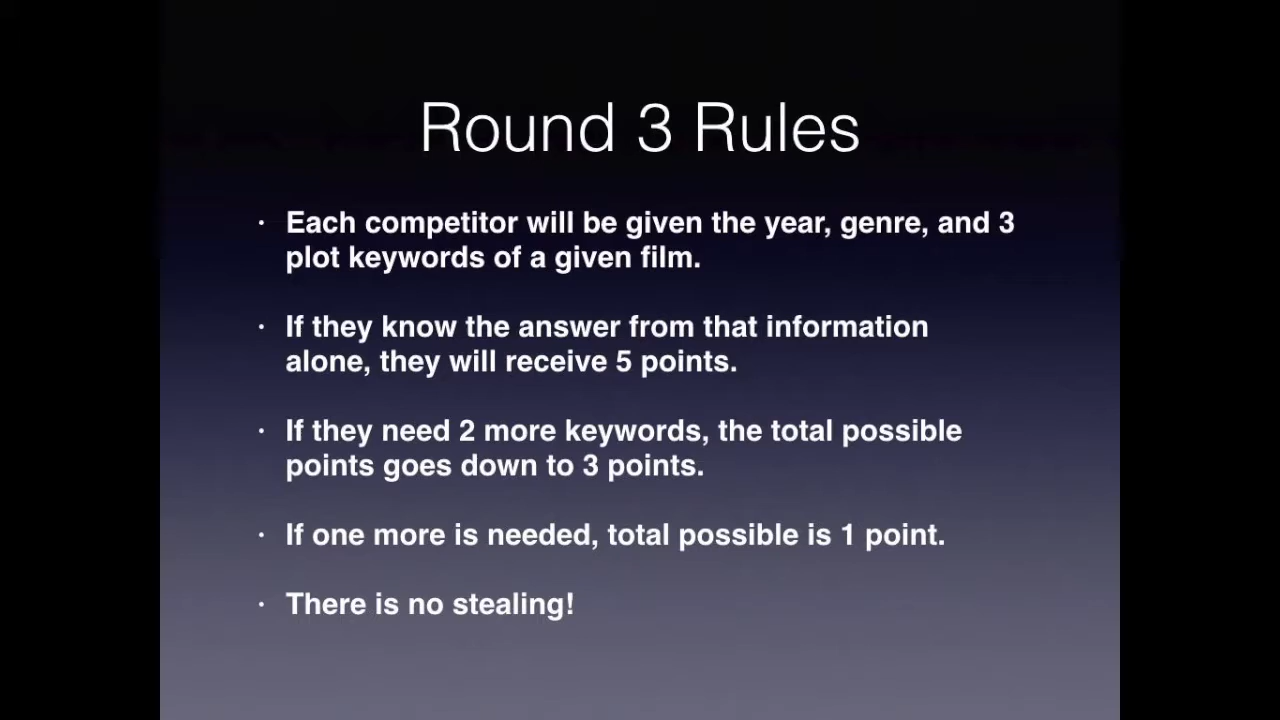 Round 3 Rules
· Each competitor will be given the year, genre, and 3
plot keywords of a given film.
· If they know the answer from that information
alone, they will receive 5 points.
· If they need 2 more keywords, the total possible
points goes down to 3 points.
· If one more is needed, total possible is 1 point.
· There is no stealing!